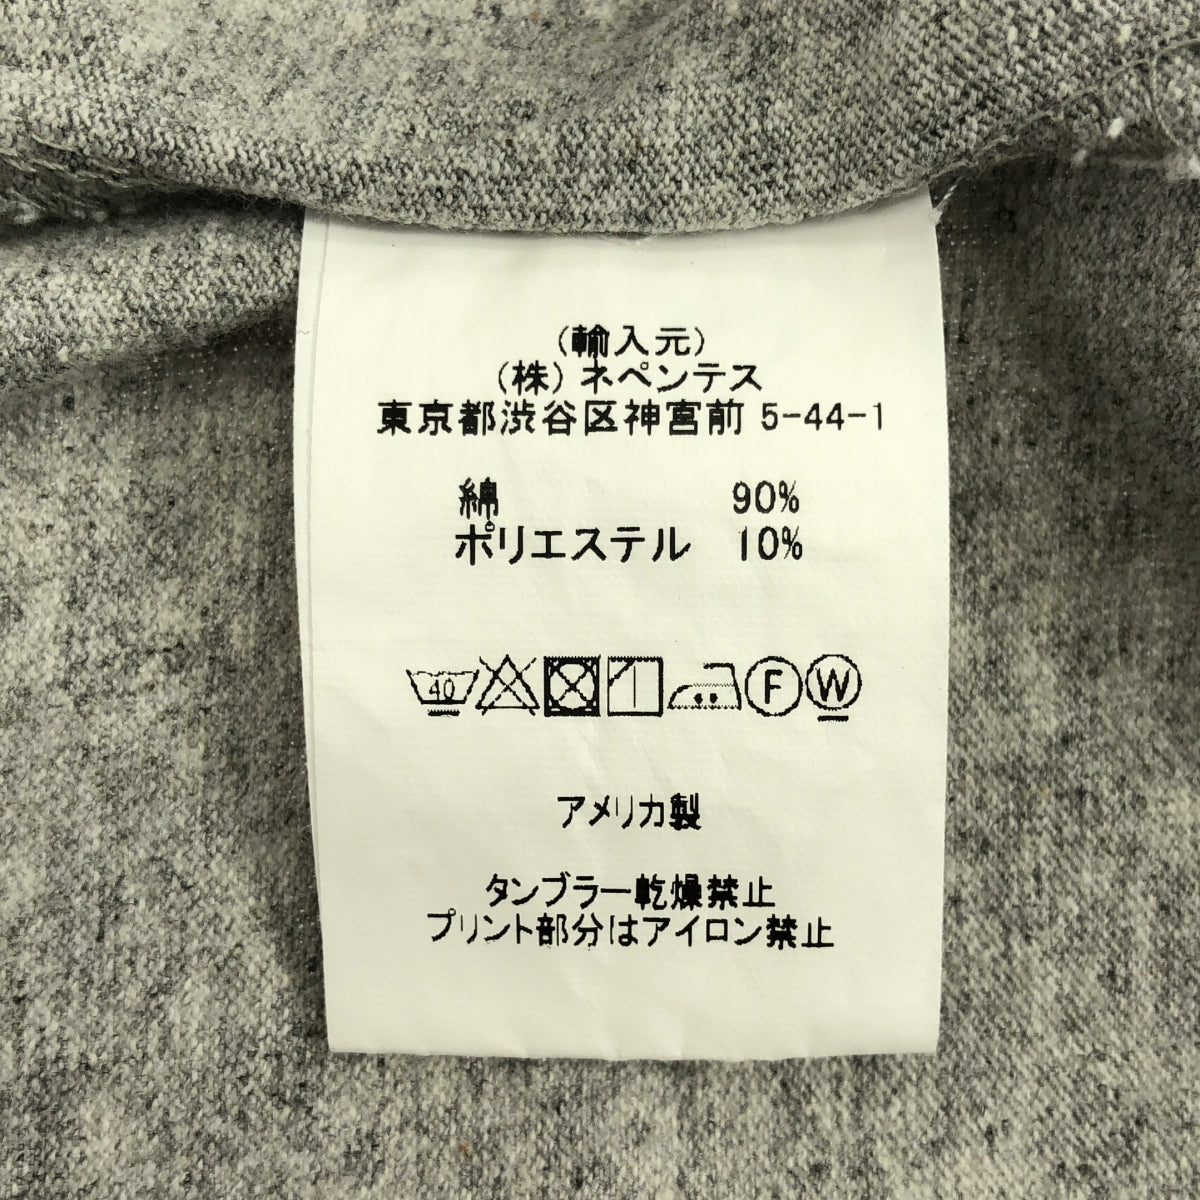 (輸入元)
(株)ネペンテス
東京都渋谷区神宮前 5-44-1
綿 90%
ポリエステル 10%
40 F W
アメリカ製
タンブラー乾燥禁止
プリント部分はアイロン禁止